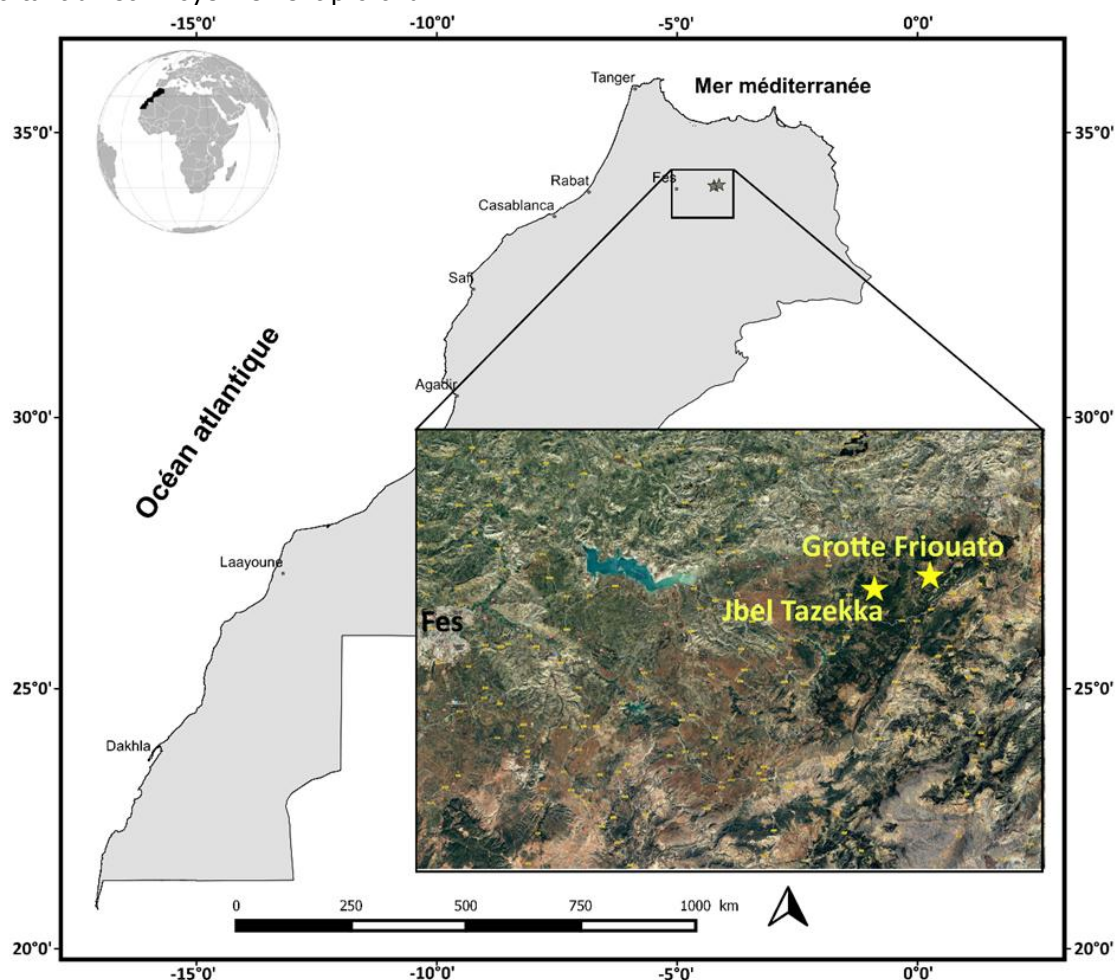 -15°0'
-10°0'
-5°0'
0°0'
Tanger
Mer méditerranée
35°0'
35°0'
Rabat
Fes
Casablanca
Safi
Océan atlantique
Agadir
30°0'
30°0'
Grotte Friouato
Jbel Tazekka
Laayoune
Fes
25°0'
25°0'
Dakhla
0
250
500
750
1000 km
20°0'
20°0'
-15°0'
-10°0'
-5°0'
0°0'